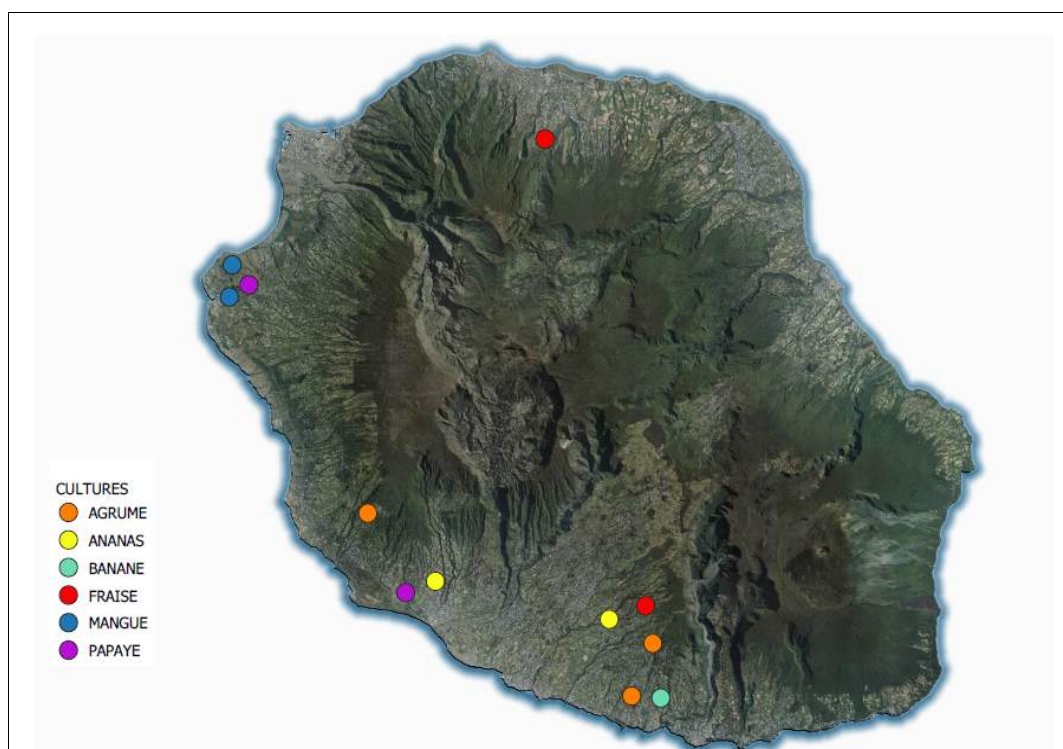 CULTURES
AGRUME
ANANAS
BANANE
FRAISE
MANGUE
PAPAYE